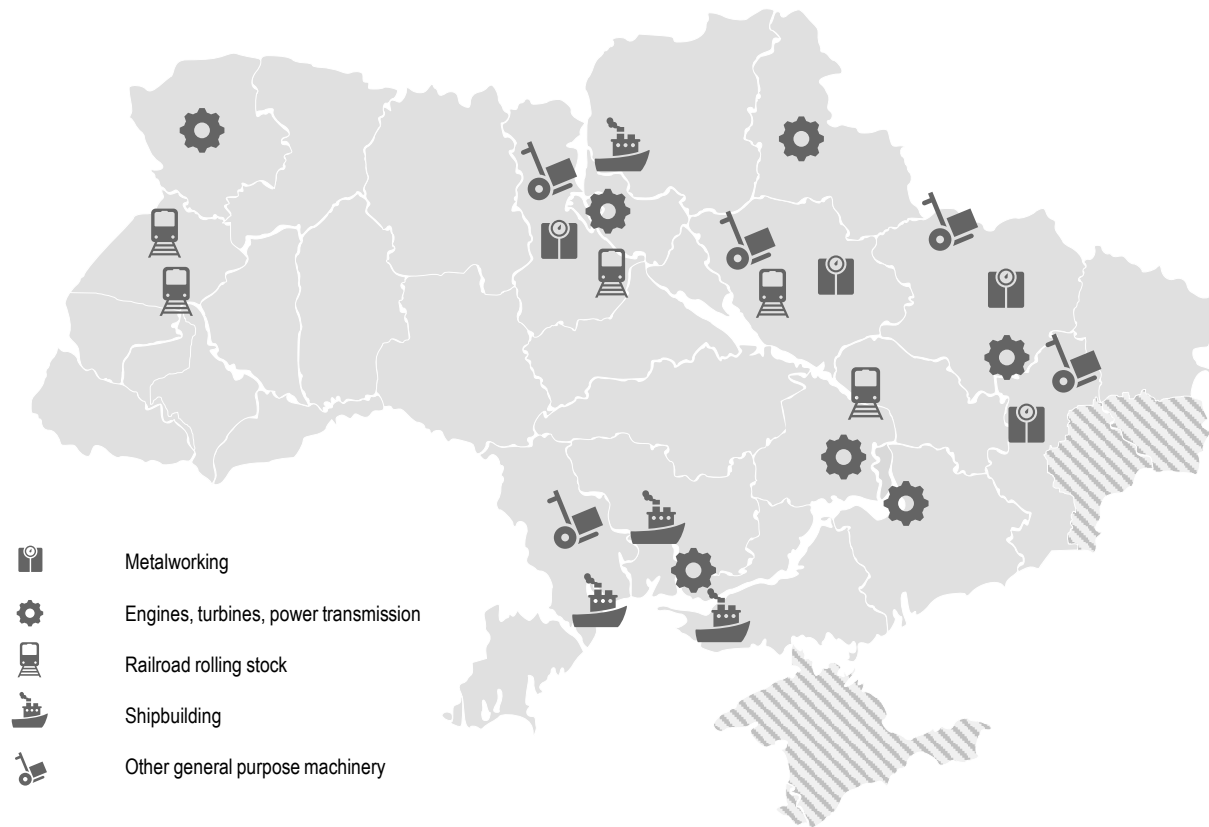 Metalworking
Engines, turbines, power transmission
Railroad rolling stock
Shipbuilding
Other general purpose machinery